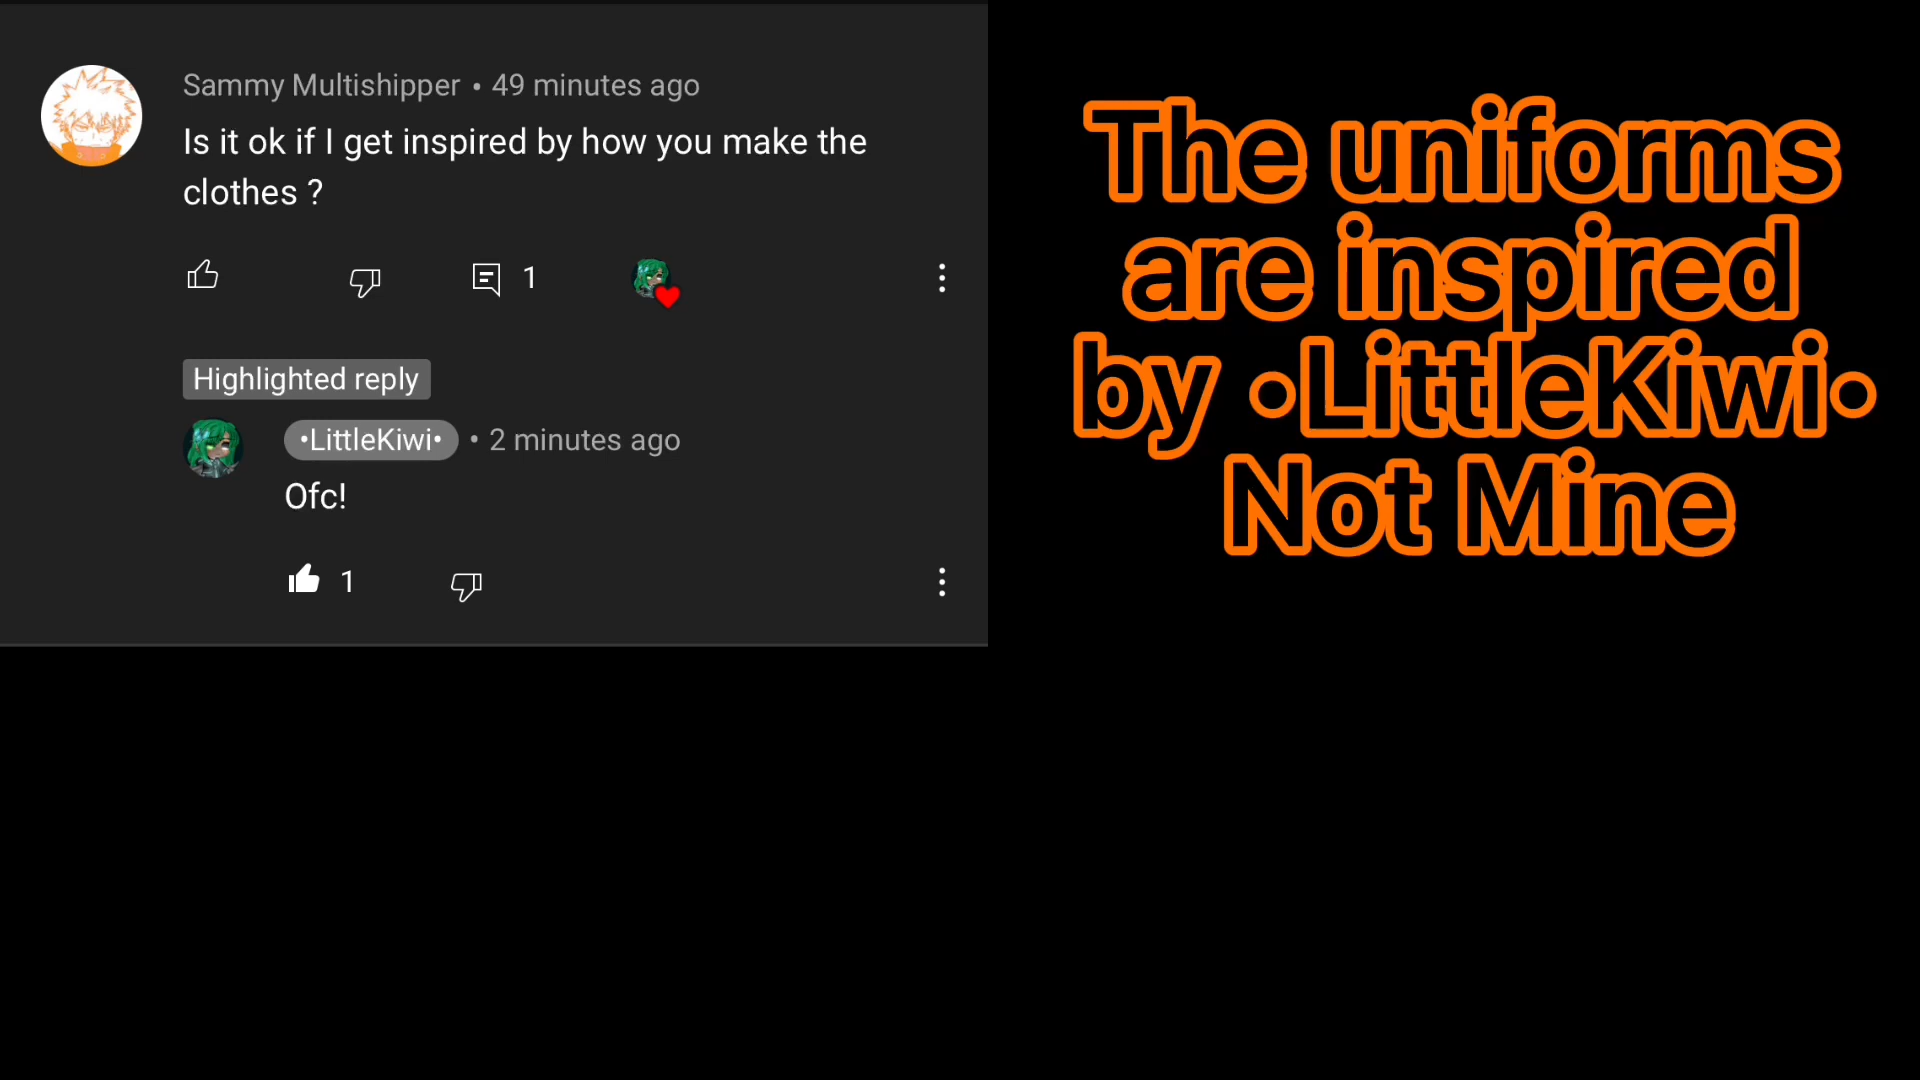 Sammy Multishipper • 49 minutes ago
Is it ok if I get inspired by how you make the
clothes ?
1
Highlighted reply
•LittleKiwi• • 2 minutes ago
Ofc!
1
The uniforms
are inspired
by •LittleKiwi•
Not Mine